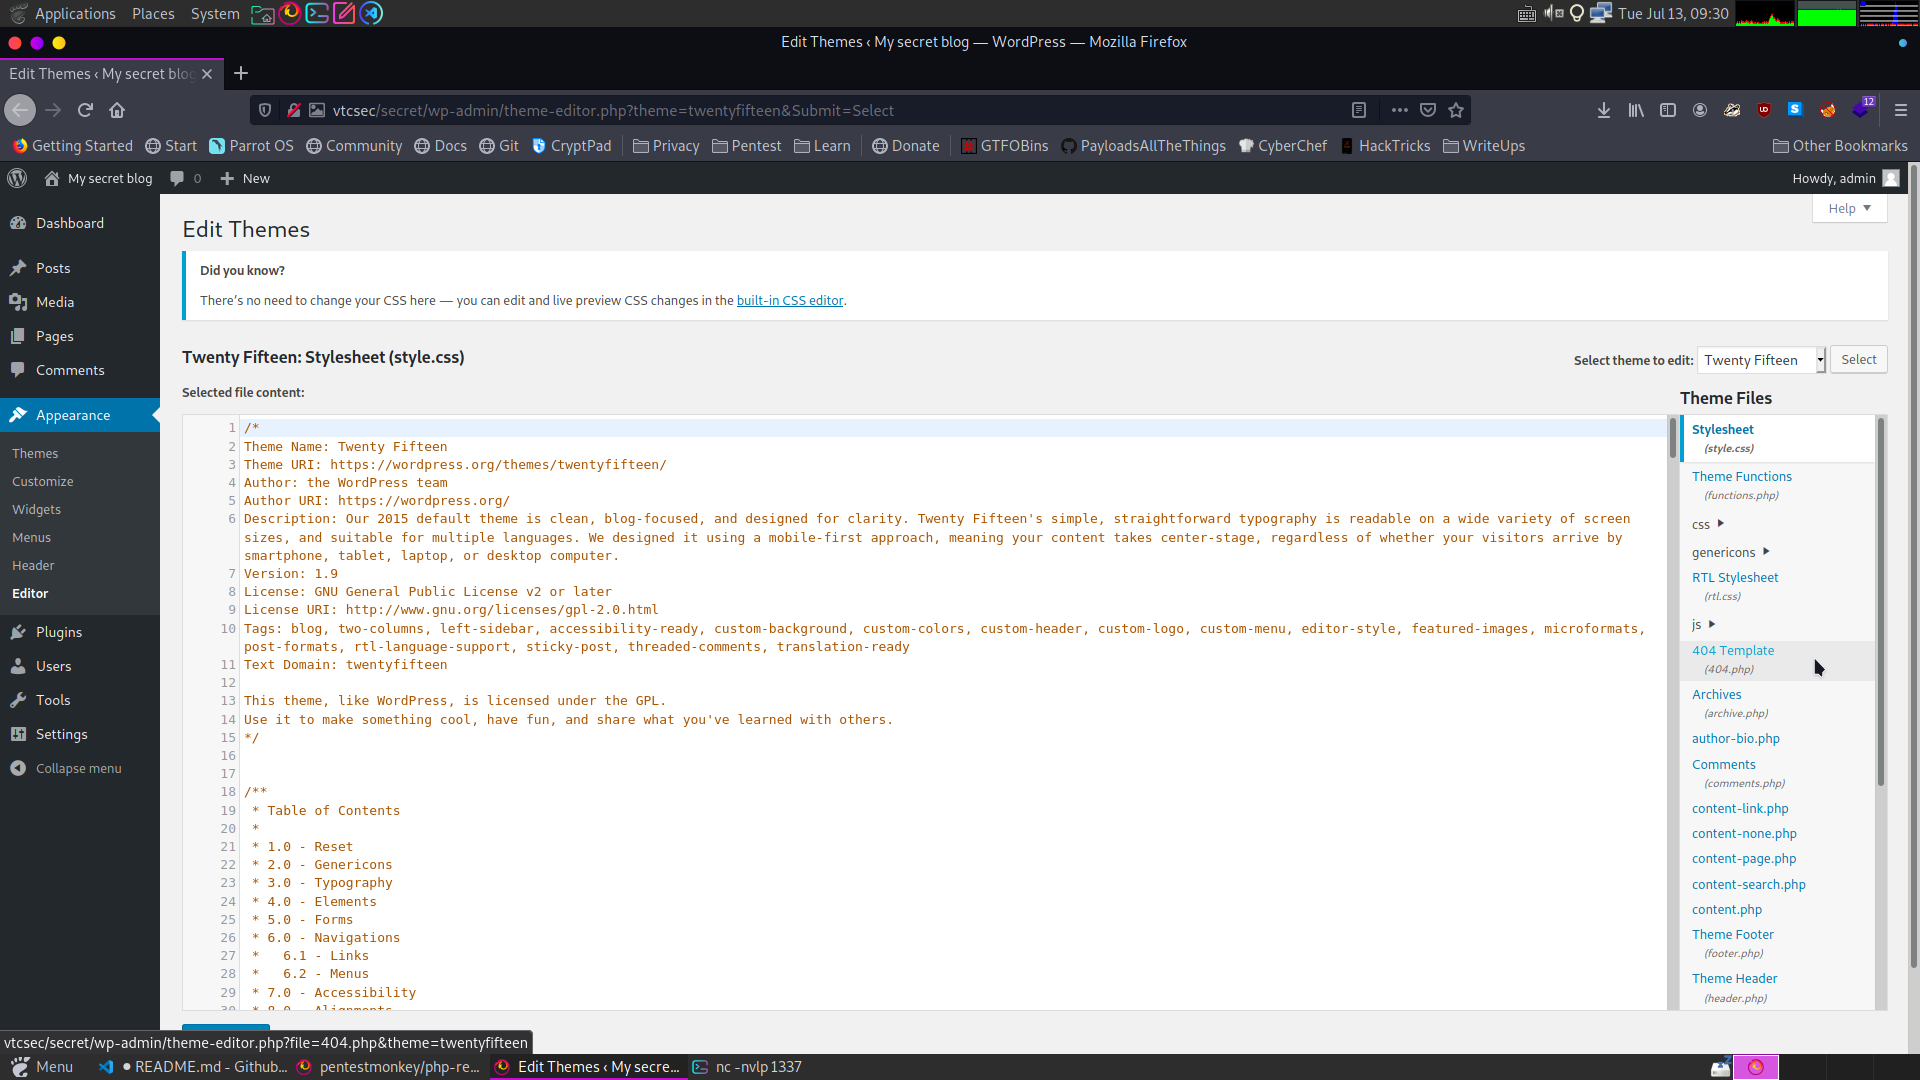 Applications Places System Tue Jul 13, 09:30
Edit Themes ‹ My secret blog — WordPress — Mozilla Firefox
Edit Themes ‹ My secret blog
vtcsec/secret/wp-admin/theme-editor.php?theme=twentyfifteen&Submit=Select 12
Getting Started Start Parrot OS Community Docs Git CryptPad Privacy Pentest Learn Donate GTFOBins PayloadsAllTheThings CyberChef HackTricks WriteUps Other Bookmarks
My secret blog 0 New Howdy, admin
Help
Dashboard
Posts
Media
Pages
Comments
Appearance
Themes
Customize
Widgets
Menus
Header
Editor
Plugins
Users
Tools
Settings
Collapse menu
Edit Themes
Did you know?
There's no need to change your CSS here — you can edit and live preview CSS changes in the built-in CSS editor.
Twenty Fifteen: Stylesheet (style.css)
Select theme to edit: Twenty Fifteen Select
Selected file content:
1 /*
2 Theme Name: Twenty Fifteen
3 Theme URI: https://wordpress.org/themes/twentyfifteen/
4 Author: the WordPress team
5 Author URI: https://wordpress.org/
6 Description: Our 2015 default theme is clean, blog-focused, and designed for clarity. Twenty Fifteen's simple, straightforward typography is readable on a wide variety of screen
sizes, and suitable for multiple languages. We designed it using a mobile-first approach, meaning your content takes center-stage, regardless of whether your visitors arrive by
smartphone, tablet, laptop, or desktop computer.
7 Version: 1.9
8 License: GNU General Public License v2 or later
9 License URI: http://www.gnu.org/licenses/gpl-2.0.html
10 Tags: blog, two-columns, left-sidebar, accessibility-ready, custom-background, custom-colors, custom-header, custom-logo, custom-menu, editor-style, featured-images, microformats,
post-formats, rtl-language-support, sticky-post, threaded-comments, translation-ready
11 Text Domain: twentyfifteen
12
13 This theme, like WordPress, is licensed under the GPL.
14 Use it to make something cool, have fun, and share what you've learned with others.
15 */
16
17
18 /**
19 * Table of Contents
20 *
21 * 1.0 - Reset
22 * 2.0 - Genericons
23 * 3.0 - Typography
24 * 4.0 - Elements
25 * 5.0 - Forms
26 * 6.0 - Navigations
27 *   6.1 - Links
28 *   6.2 - Menus
29 * 7.0 - Accessibility
30 * 8.0 - Alignments
Theme Files
Stylesheet
(style.css)
Theme Functions
(functions.php)
css
genericons
RTL Stylesheet
(rtl.css)
js
404 Template
(404.php)
Archives
(archive.php)
author-bio.php
Comments
(comments.php)
content-link.php
content-none.php
content-page.php
content-search.php
content.php
Theme Footer
(footer.php)
Theme Header
(header.php)
vtcsec/secret/wp-admin/theme-editor.php?file=404.php&theme=twentyfifteen
Menu ● README.md - Github... pentestmonkey/php-re... Edit Themes ‹ My secre... nc -nvlp 1337